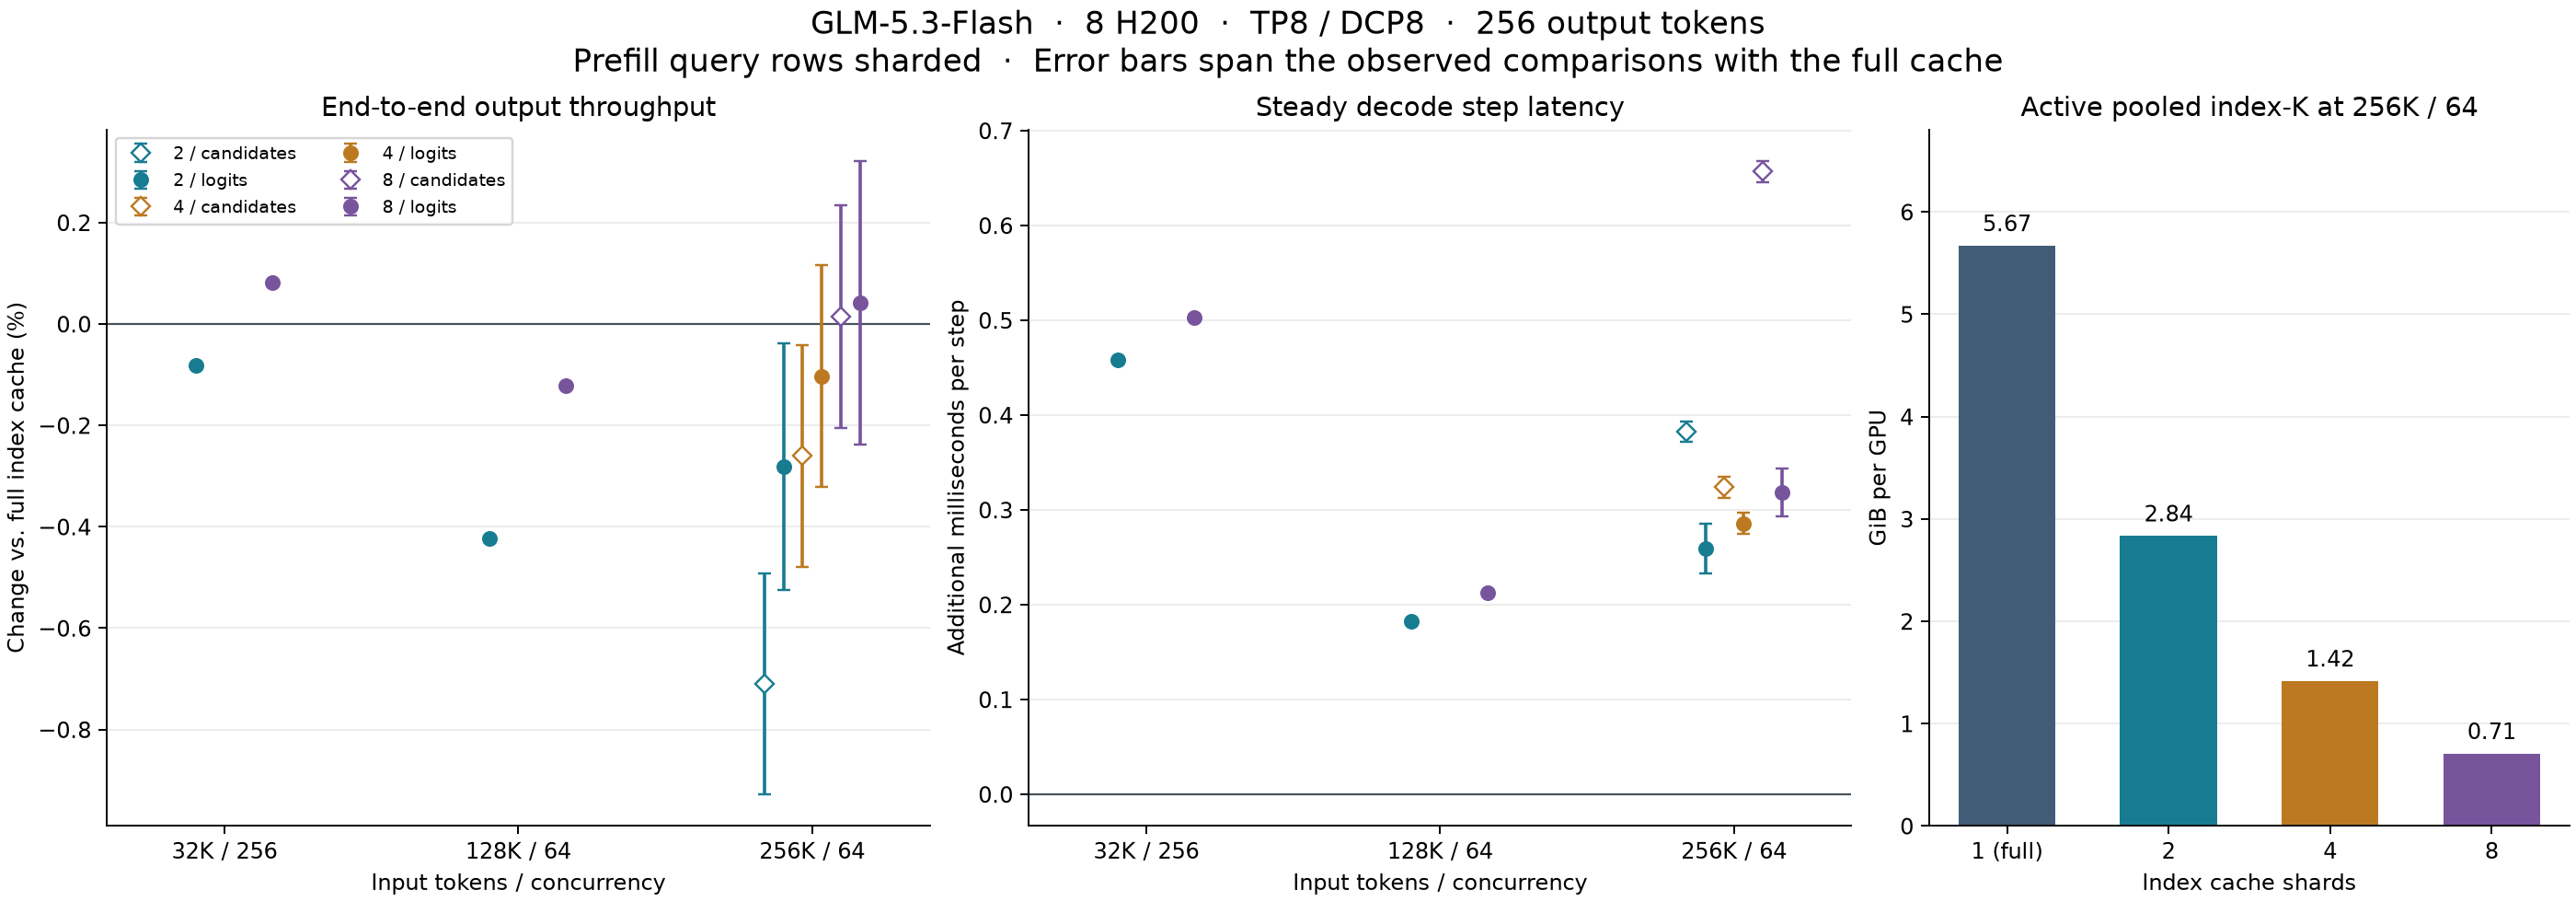 GLM-5.3-Flash · 8 H200 · TP8 / DCP8 · 256 output tokens
Prefill query rows sharded · Error bars span the observed comparisons with the full cache
End-to-end output throughput
2 / candidates
2 / logits
4 / candidates
4 / logits
8 / candidates
8 / logits
Change vs. full index cache (%)
0.2
0.0
−0.2
−0.4
−0.6
−0.8
32K / 256
128K / 64
256K / 64
Input tokens / concurrency
Steady decode step latency
Additional milliseconds per step
0.7
0.6
0.5
0.4
0.3
0.2
0.1
0.0
32K / 256
128K / 64
256K / 64
Input tokens / concurrency
Active pooled index-K at 256K / 64
GiB per GPU
6
5
4
3
2
1
0
5.67
2.84
1.42
0.71
1 (full)
2
4
8
Index cache shards